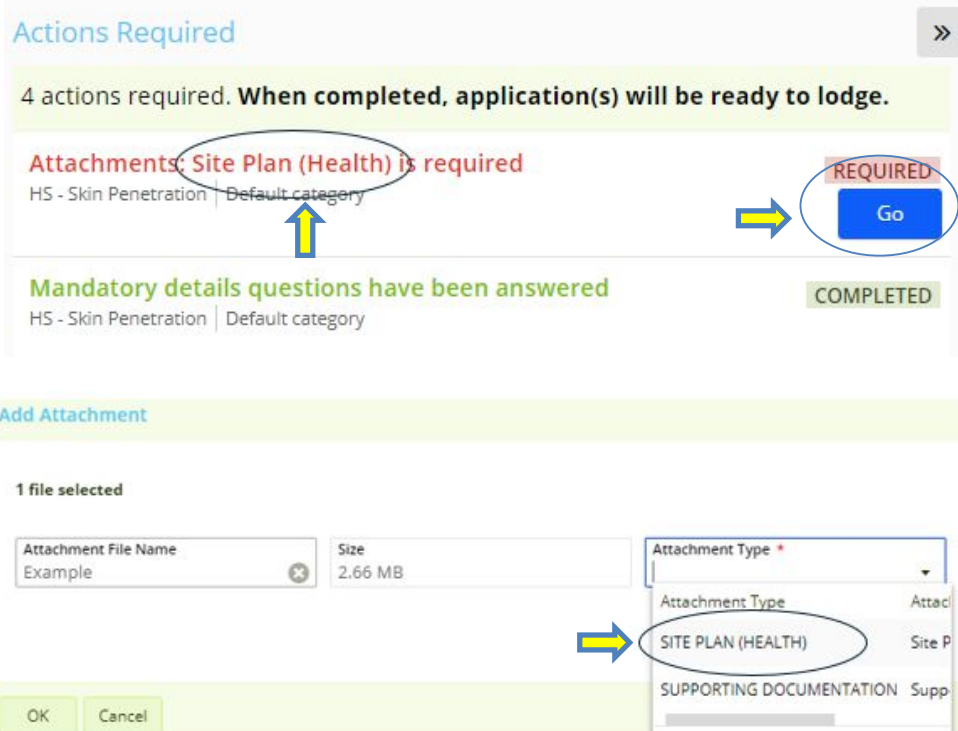 Actions Required
4 actions required. When completed, application(s) will be ready to lodge.
Attachments: Site Plan (Health) is required
REQUIRED
HS - Skin Penetration | Default category
Go
Mandatory details questions have been answered
COMPLETED
HS - Skin Penetration | Default category
Add Attachment
1 file selected
Attachment File Name
Size
Attachment Type *
Example
2.66 MB
Attachment Type
Attac
SITE PLAN (HEALTH)
Site P
SUPPORTING DOCUMENTATION
Supp
OK
Cancel